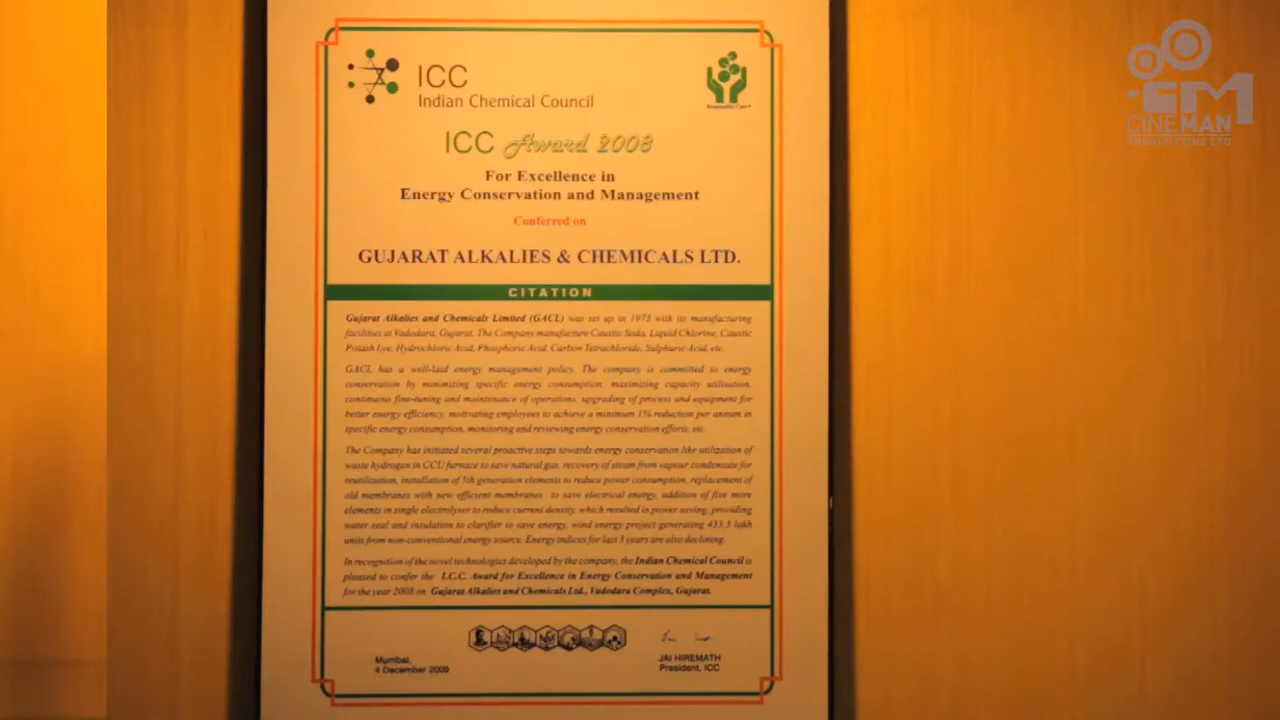 ICC
Indian Chemical Council
Responsible Care®
CINEMAN
PRODUCTIONS LTD
ICC Award 2008
For Excellence in
Energy Conservation and Management
Conferred on
GUJARAT ALKALIES & CHEMICALS LTD.
CITATION
Gujarat Alkalies and Chemicals Limited (GACL) was set up in 1973 with its manufacturing
facilities at Vadodara, Gujarat. The Company manufacture Caustic Soda, Liquid Chlorine, Caustic
Potash Lye, Hydrochloric Acid, Phosphoric Acid, Carbon Tetrachloride, Sulphuric Acid, etc.
GACL has a well-laid energy management policy. The company is committed to energy
conservation by minimizing specific energy consumption, maximizing capacity utilisation,
continuous fine-tuning and maintenance of operations, upgrading of process and equipment for
better energy efficiency, motivating employees to achieve a minimum 1% reduction per annum in
specific energy consumption, monitoring and reviewing energy conservation efforts, etc
The Company has initiated several proactive steps towards energy conservation like utilization of
waste hydrogen in CCU furnace to save natural gas, recovery of steam from vapour condensate for
reutilization, installation of 5th generation elements to reduce power consumption, replacement of
old membranes with new efficient membranes to save electrical energy, addition of five more
elements in single electrolyser to reduce current density, which resulted in power saving, providing
water seal and insulation to clarifier to save energy, wind energy project generating 453.5 lakh
units from non-conventional energy source. Energy indices for last 3 years are also declining.
In recognition of the novel technologies developed by the company, the Indian Chemical Council is
pleased to confer the I.C.C. Award for Excellence in Energy Conservation and Management
for the year 2008 on Gujarat Alkalies and Chemicals Ltd., Vadodara Complex, Gujarat.
Mumbai,
4 December 2009
JAI HIREMATH
President, ICC